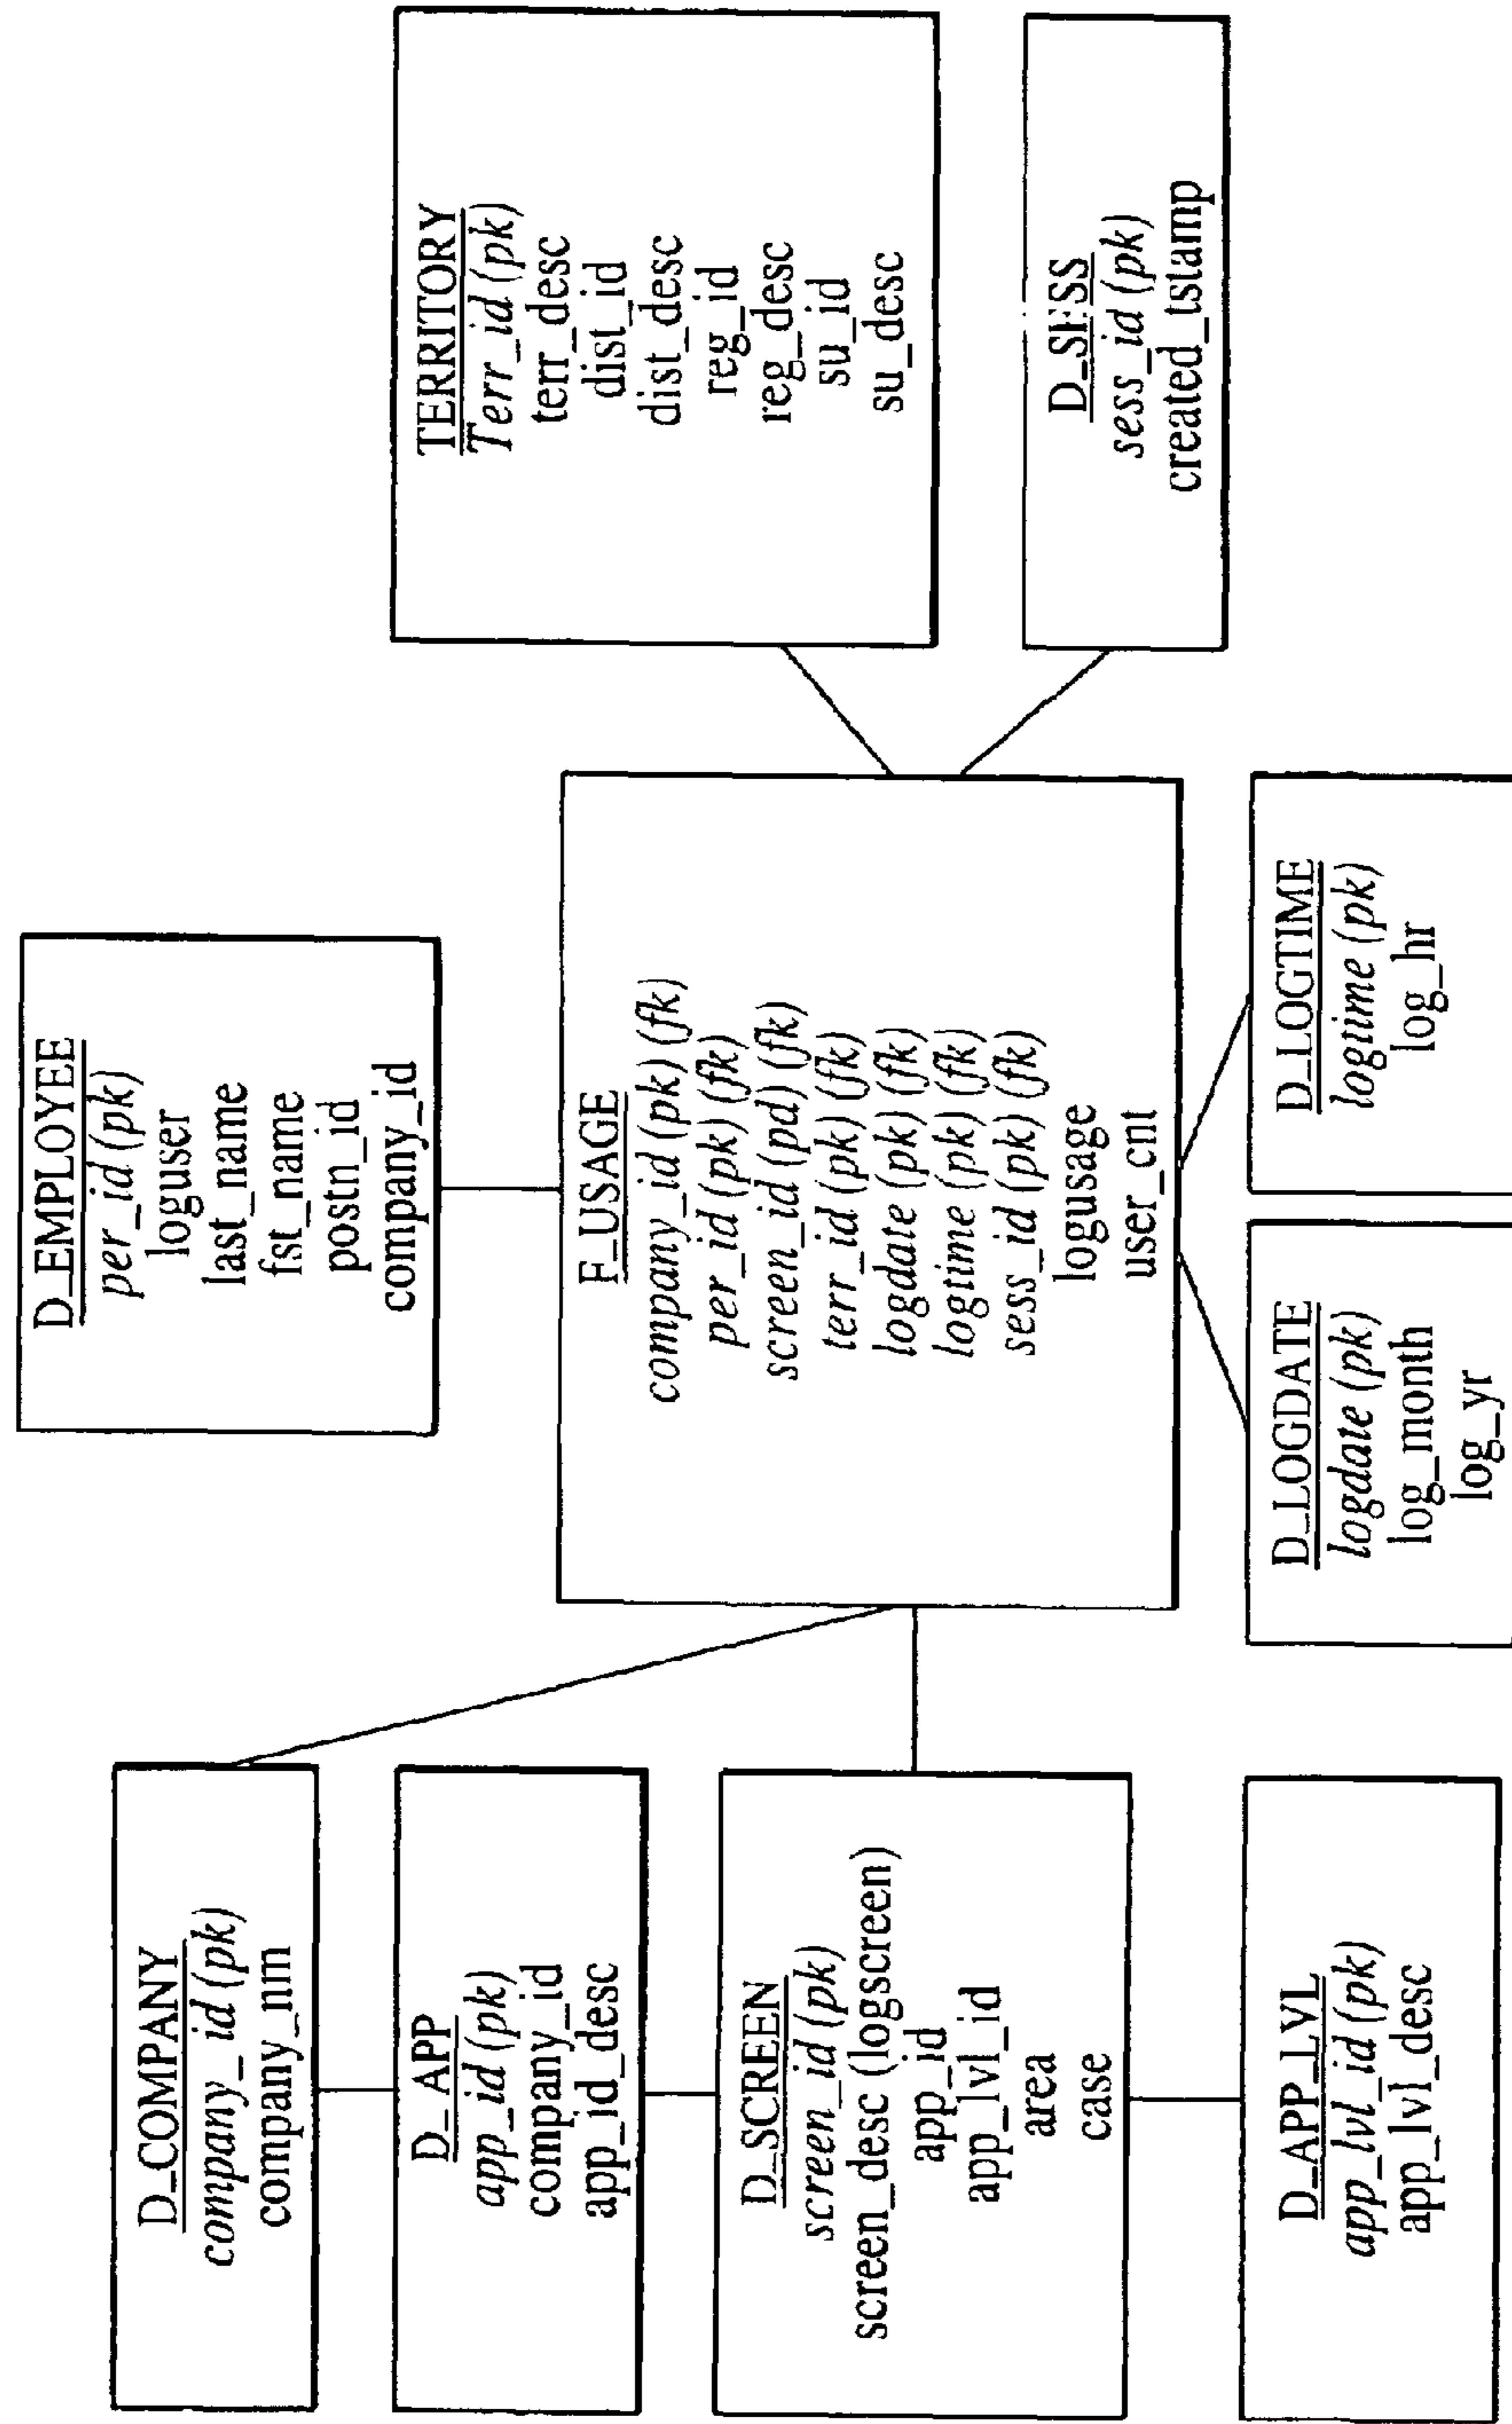 D_COMPANY
company_id (pk)
company_nm
D_APP
app_id (pk)
company_id
app_id_desc
D_SCREEN
screen_id (pk)
screen_desc (logscreen)
app_id
app_lvl_id
area
case
D_APP_LVL
app_lvl_id (pk)
app_lvl_desc
D_EMPLOYEE
per_id (pk)
loguser
last_name
fst_name
postn_id
company_id
F_USAGE
company_id (pk) (fk)
per_id (pk) (fk)
screen_id (pd) (fk)
terr_id (pk) (fk)
logdate (pk) (fk)
logtime (pk) (fk)
sess_id (pk) (fk)
logusage
user_cnt
D_LOGDATE
logdate (pk)
log_month
log_yr
D_LOGTIME
logtime (pk)
log_hr
TERRITORY
Terr_id (pk)
terr_desc
dist_id
dist_desc
reg_id
reg_desc
su_id
su_desc
D_SESS
sess_id (pk)
created_tstamp